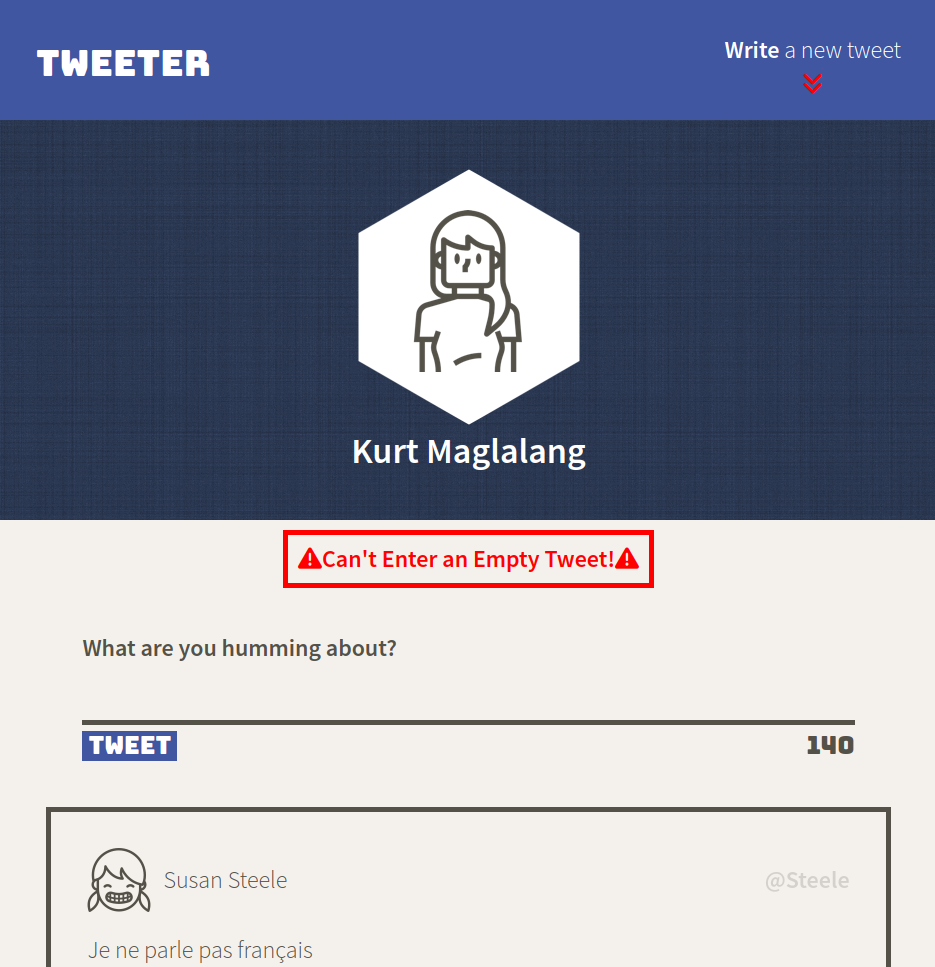 TWEETER
Write a new tweet
Kurt Maglalang
Can't Enter an Empty Tweet!
What are you humming about?
TWEET
140
Susan Steele
@Steele
Je ne parle pas français